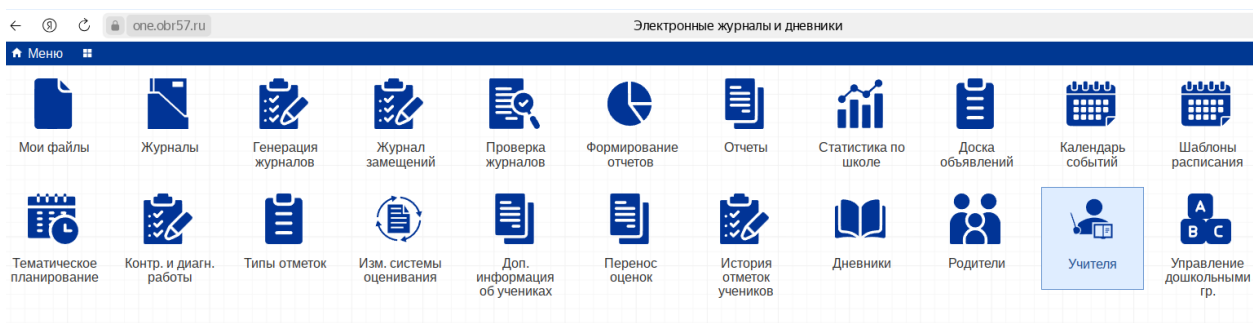 one.obr57.ru
Электронные журналы и дневники
Меню
Мои файлы
Журналы
Генерация
журналов
Журнал
замещений
Проверка
журналов
Формирование
отчетов
Отчеты
Статистика по
школе
Доска
объявлений
Календарь
событий
Шаблоны
расписания
Тематическое
планирование
Контр. и диагн.
работы
Типы отметок
Изм. системы
оценивания
Доп.
информация
об учениках
Перенос
оценок
История
отметок
учеников
Дневники
Родители
Учителя
A
B C
Управление
дошкольными
гр.